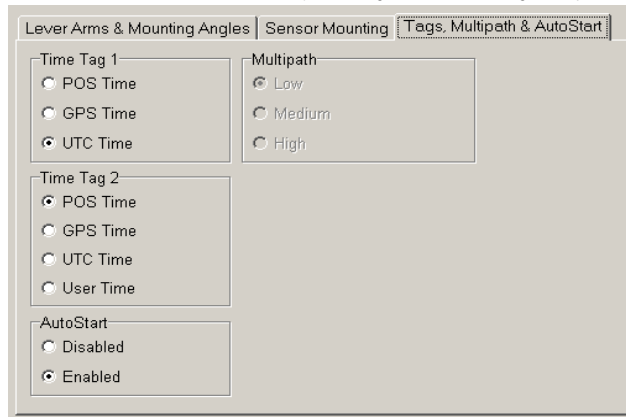 Lever Arms & Mounting Angles Sensor Mounting Tags, Multipath & AutoStart
Time Tag 1
POS Time
GPS Time
UTC Time
Multipath
Low
Medium
High
Time Tag 2
POS Time
GPS Time
UTC Time
User Time
AutoStart
Disabled
Enabled